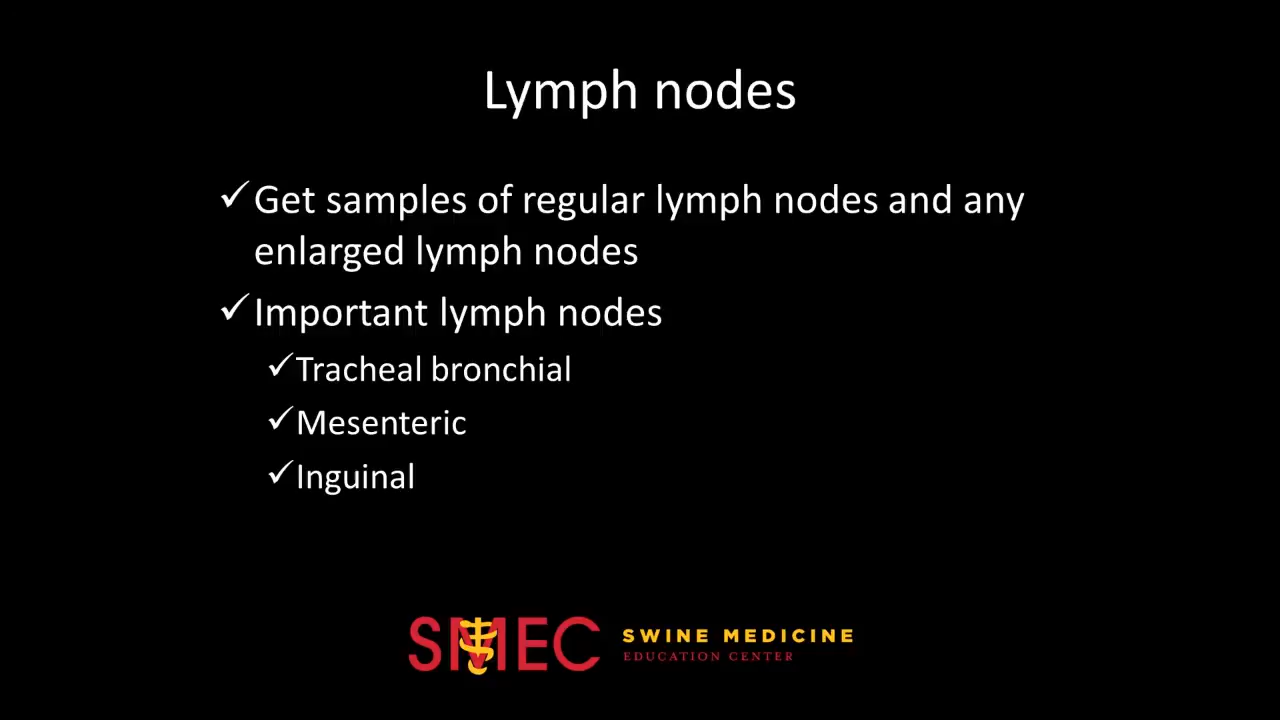 Lymph nodes
✓Get samples of regular lymph nodes and any
enlarged lymph nodes
✓Important lymph nodes
✓Tracheal bronchial
✓Mesenteric
✓Inguinal
SMEC SWINE MEDICINE
EDUCATION CENTER